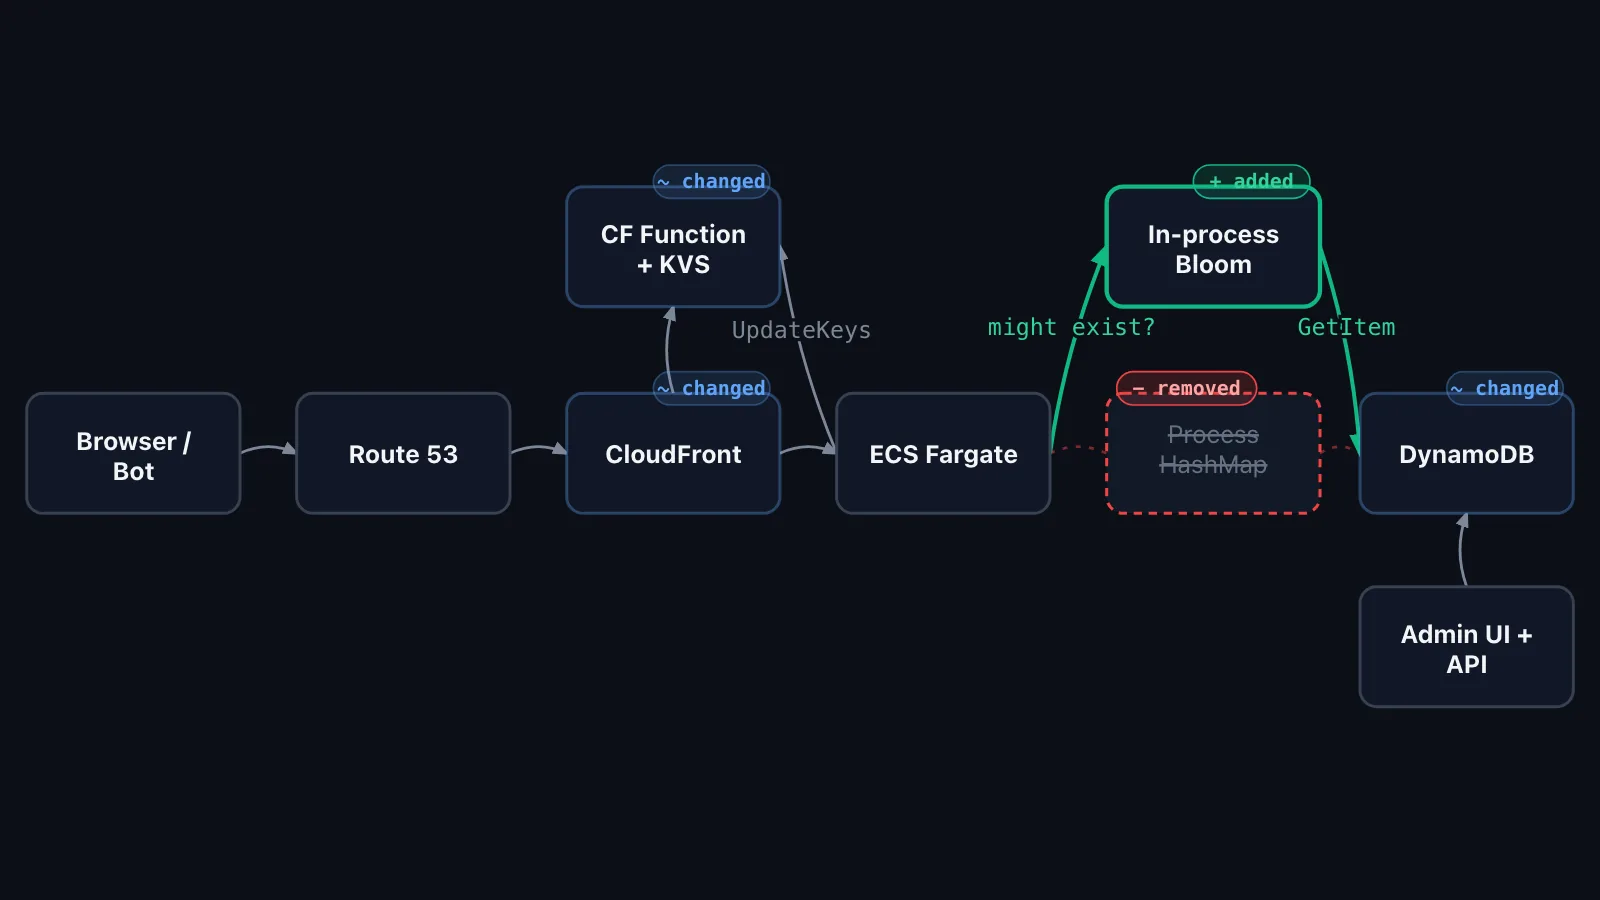 ~ changed
CF Function
+ KVS
+ added
In-process
Bloom
UpdateKeys
might exist?
GetItem
Browser /
Bot
Route 53
~ changed
CloudFront
ECS Fargate
− removed
Process
HashMap
~ changed
DynamoDB
Admin UI +
API